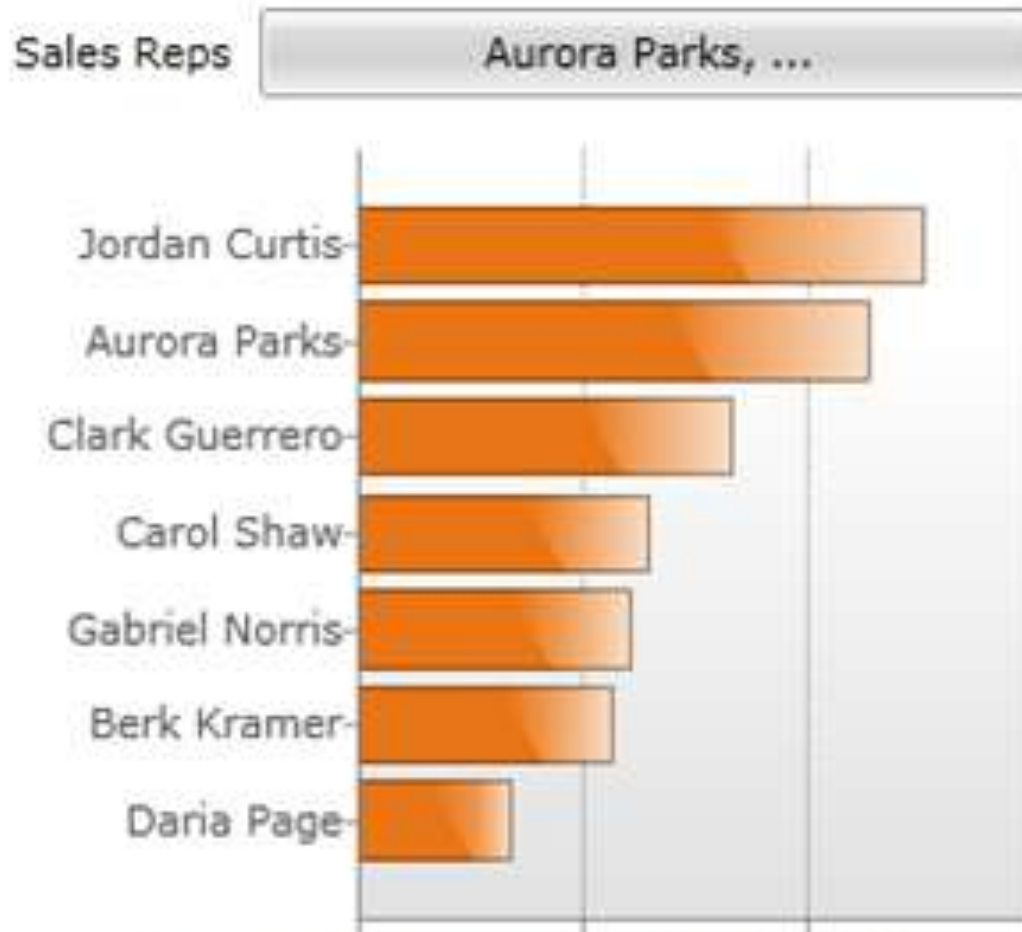 Sales Reps Aurora Parks, ...
Jordan Curtis
Aurora Parks
Clark Guerrero
Carol Shaw
Gabriel Norris
Berk Kramer
Daria Page